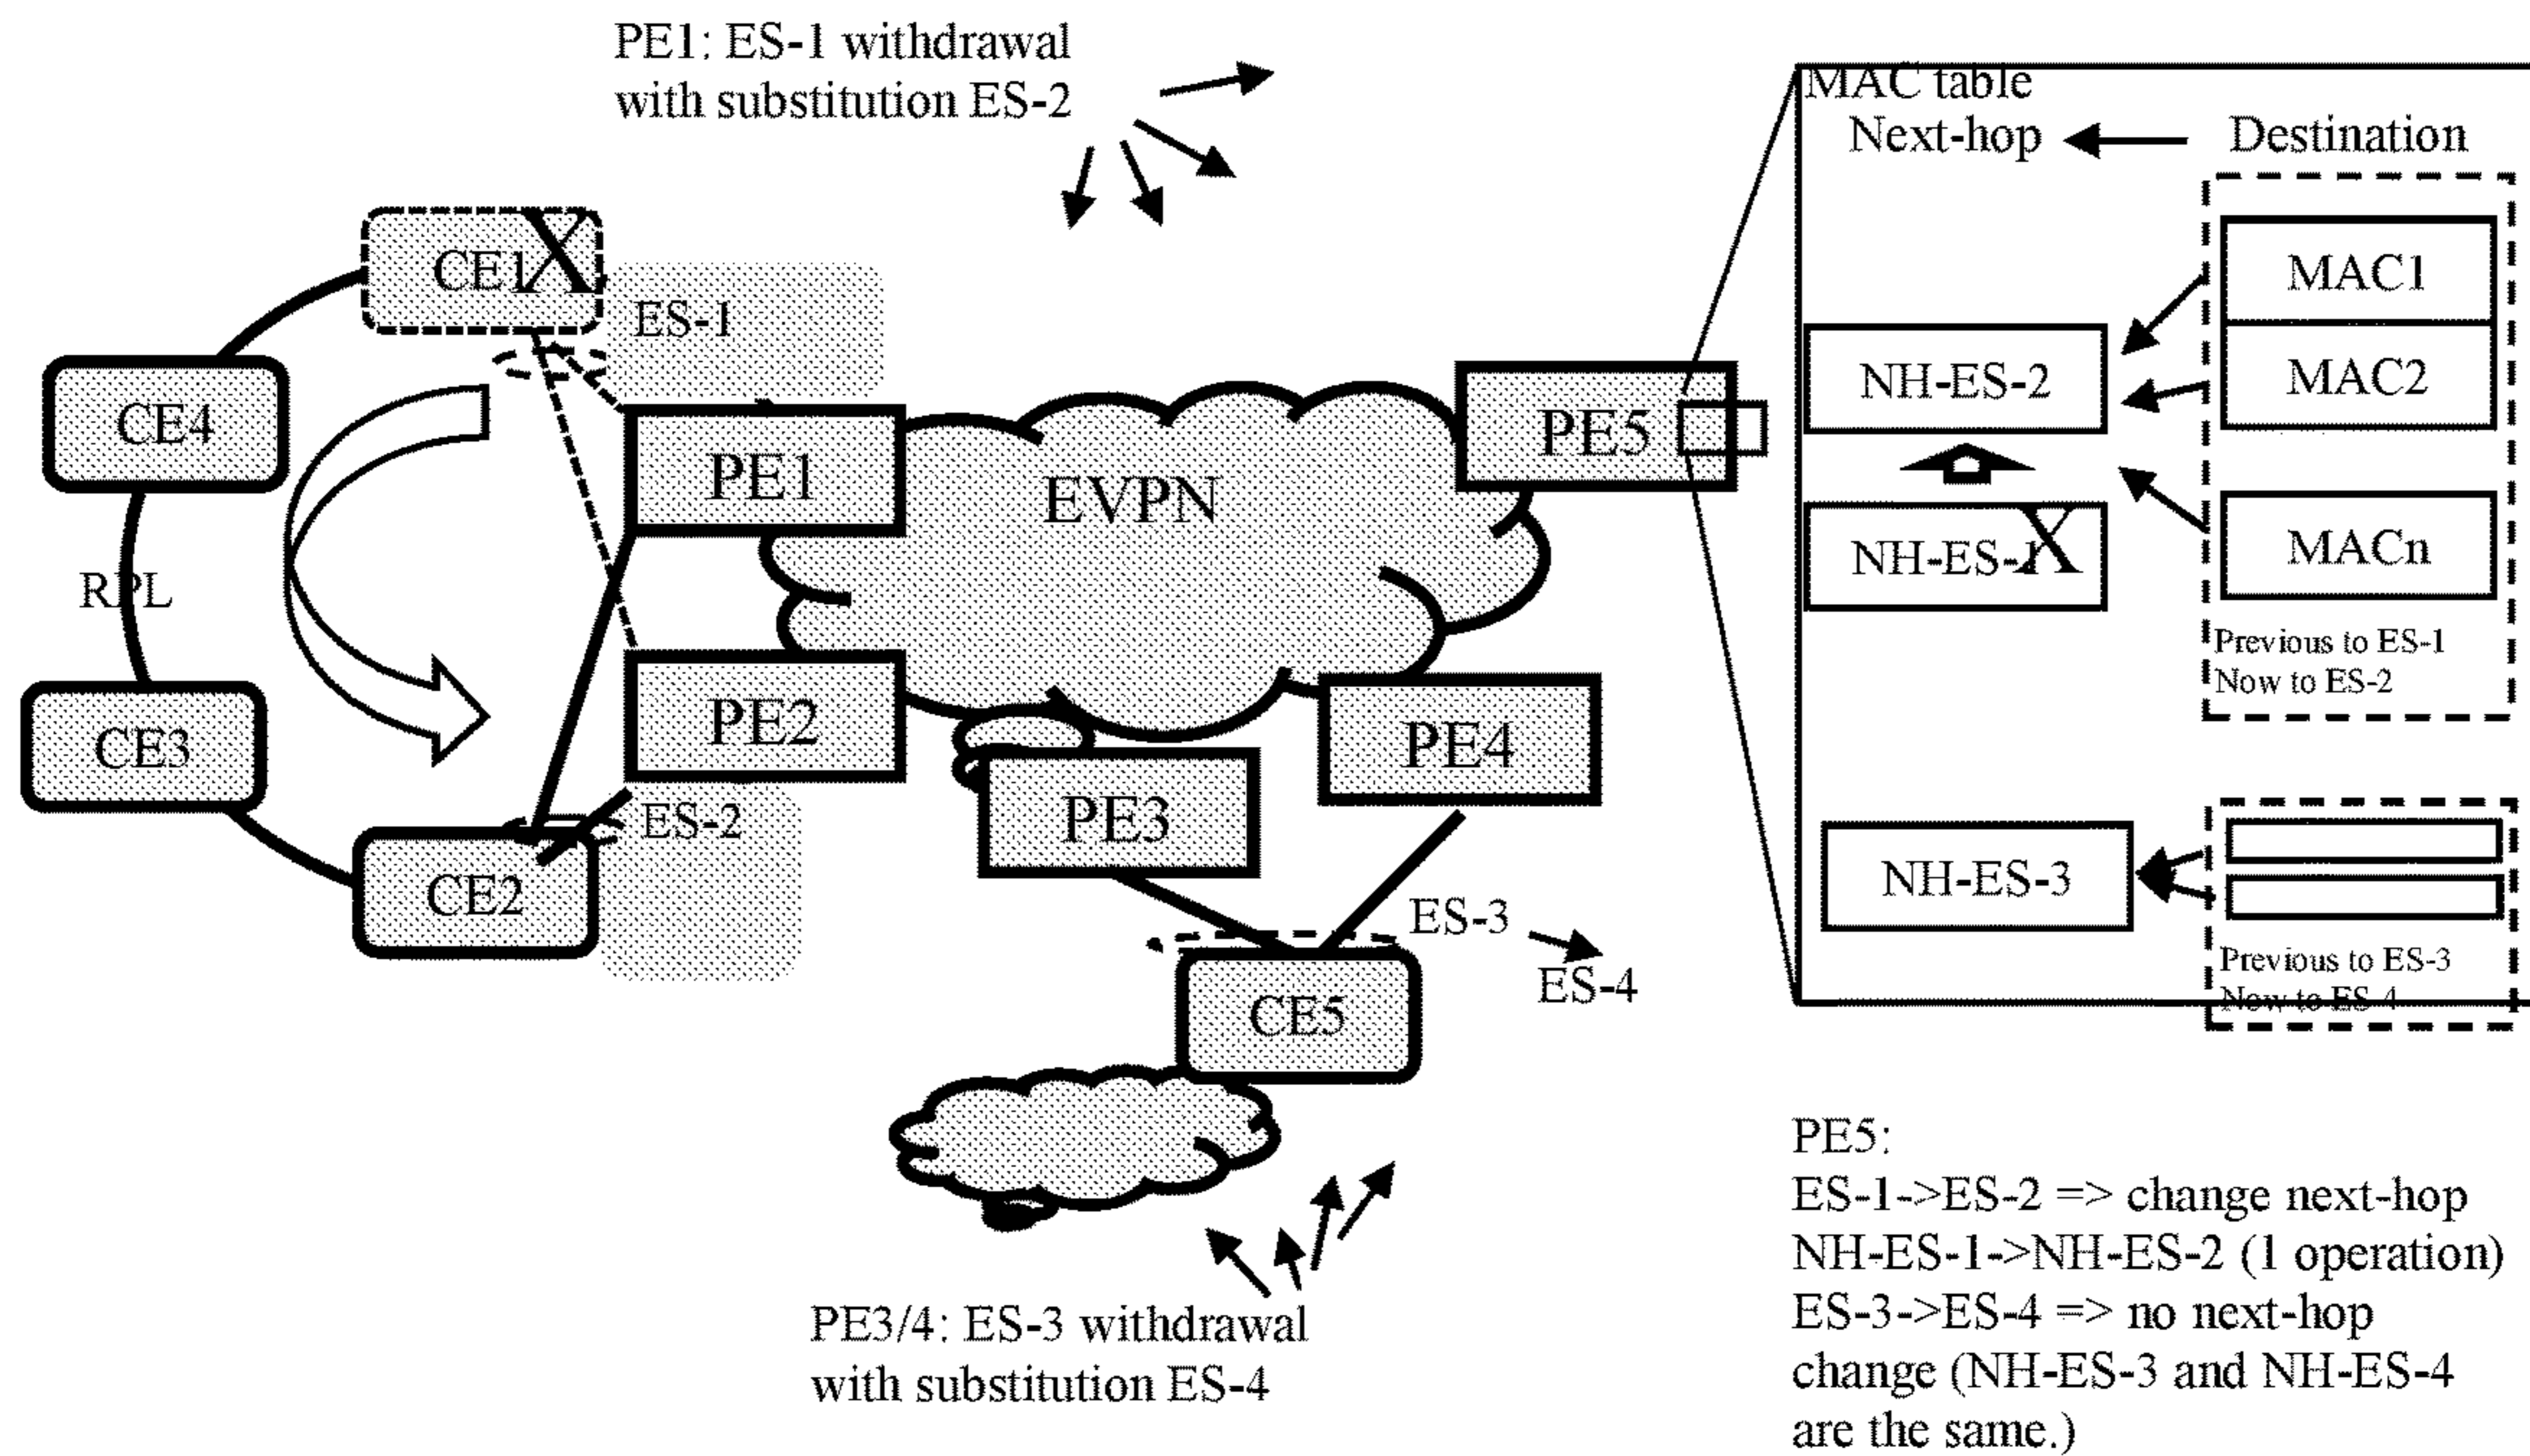 PE1: ES-1 withdrawal
with substitution ES-2
MAC table
Next-hop
Destination
CE1
X
ES-1
MAC1
MAC2
NH-ES-2
CE4
PE1
EVPN
PE5
NH-ES-1
X
MACn
RPL
Previous to ES-1
Now to ES-2
CE3
PE2
PE4
PE3
ES-2
CE2
NH-ES-3
ES-3
ES-4
Previous to ES-3
Now to ES-4
CE5
PE5:
ES-1->ES-2 => change next-hop
NH-ES-1->NH-ES-2 (1 operation)
ES-3->ES-4 => no next-hop
change (NH-ES-3 and NH-ES-4
are the same.)
PE3/4: ES-3 withdrawal
with substitution ES-4